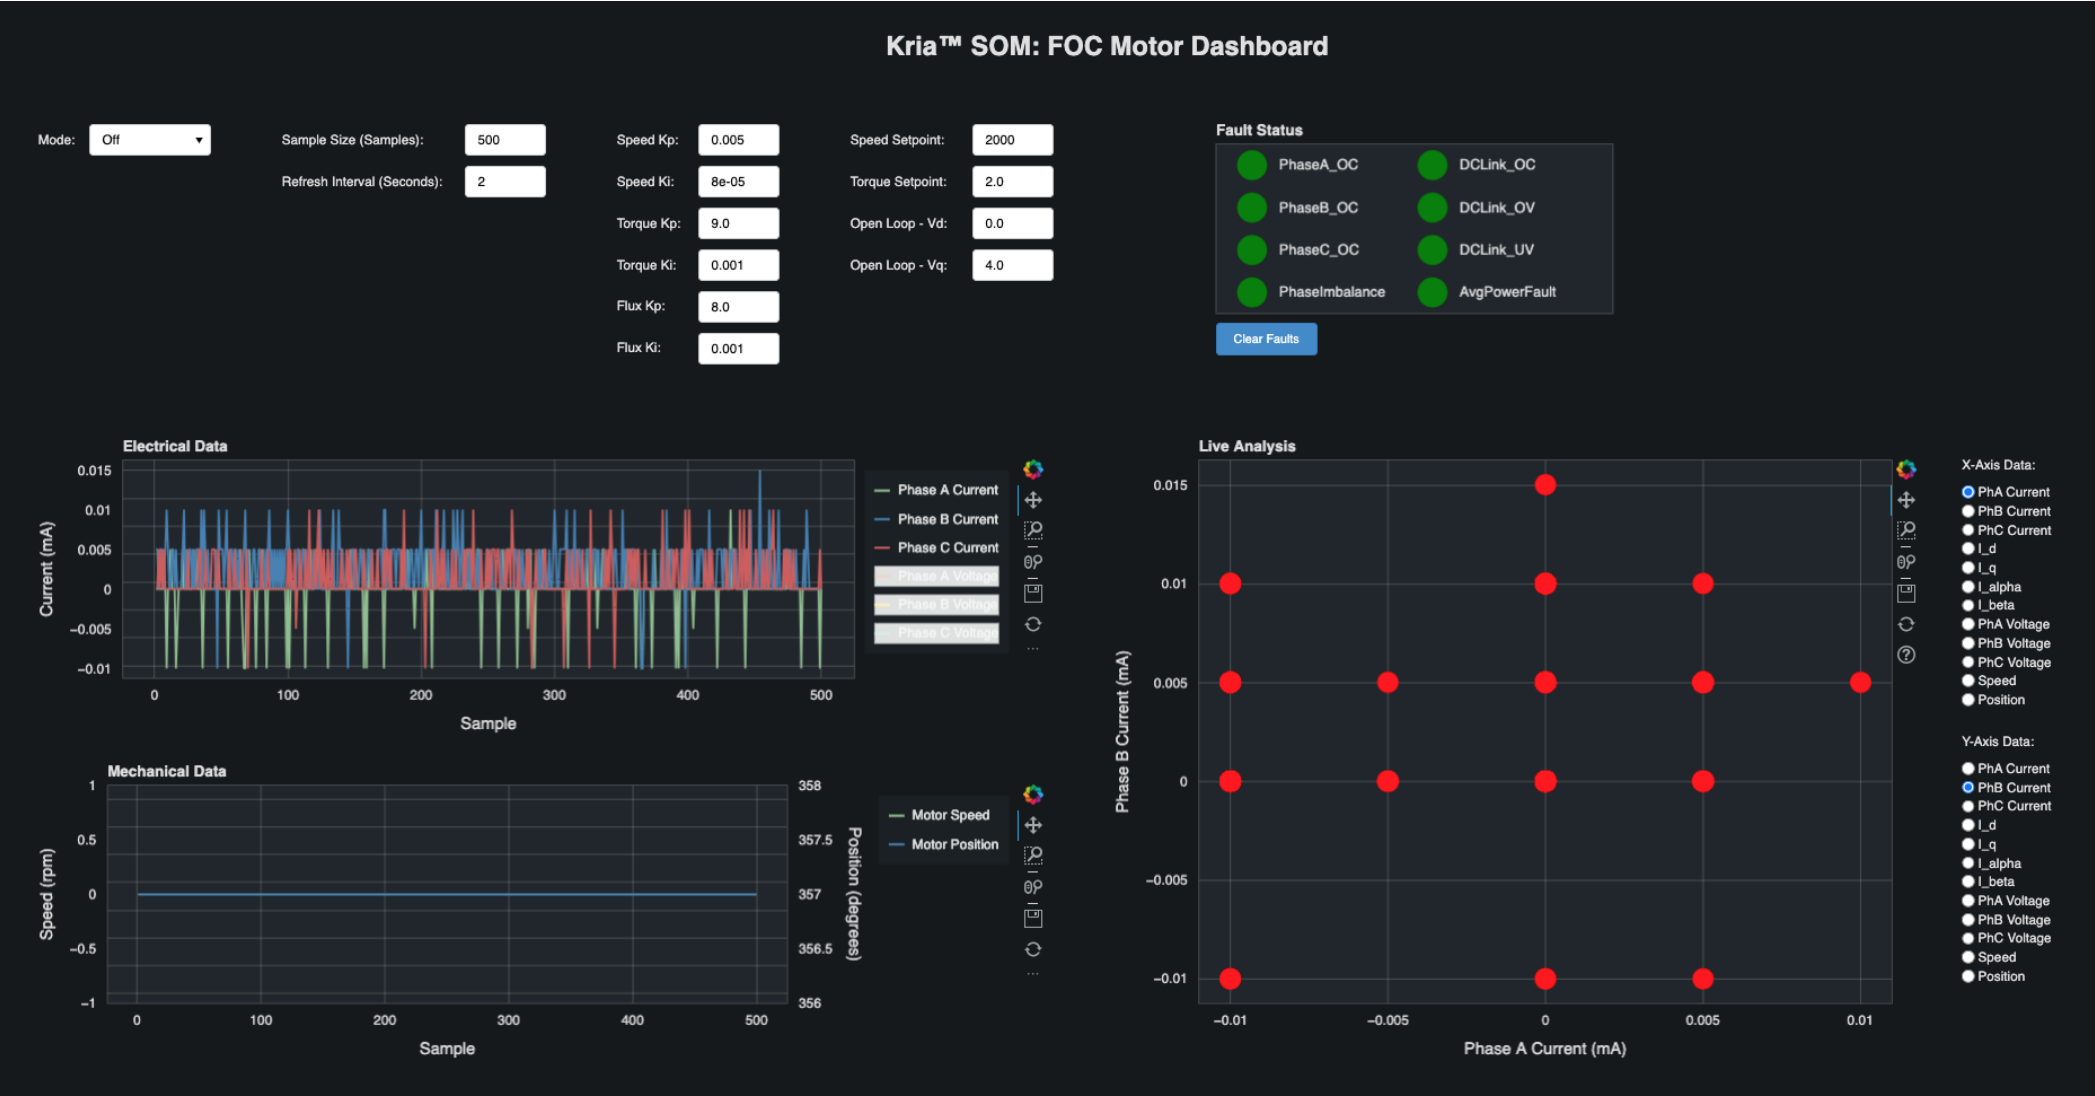 Kria™ SOM: FOC Motor Dashboard
Mode: Off
Sample Size (Samples): 500
Refresh Interval (Seconds): 2
Speed Kp: 0.005
Speed Ki: 8e-05
Torque Kp: 9.0
Torque Ki: 0.001
Flux Kp: 8.0
Flux Ki: 0.001
Speed Setpoint: 2000
Torque Setpoint: 2.0
Open Loop - Vd: 0.0
Open Loop - Vq: 4.0
Fault Status
PhaseA_OC DCLink_OC
PhaseB_OC DCLink_OV
PhaseC_OC DCLink_UV
PhaseImbalance AvgPowerFault
Clear Faults
Electrical Data
Current (mA)
0.015
0.01
0.005
0
−0.005
−0.01
0 100 200 300 400 500
Sample
Phase A Current
Phase B Current
Phase C Current
Phase A Voltage
Phase B Voltage
Phase C Voltage
Mechanical Data
Speed (rpm)
1
0.5
0
−0.5
−1
358
357.5
357
356.5
356
Position (degrees)
0 100 200 300 400 500
Sample
Motor Speed
Motor Position
Live Analysis
Phase B Current (mA)
0.015
0.01
0.005
0
−0.005
−0.01
−0.01 −0.005 0 0.005 0.01
Phase A Current (mA)
X-Axis Data:
PhA Current
PhB Current
PhC Current
I_d
I_q
I_alpha
I_beta
PhA Voltage
PhB Voltage
PhC Voltage
Speed
Position
Y-Axis Data:
PhA Current
PhB Current
PhC Current
I_d
I_q
I_alpha
I_beta
PhA Voltage
PhB Voltage
PhC Voltage
Speed
Position